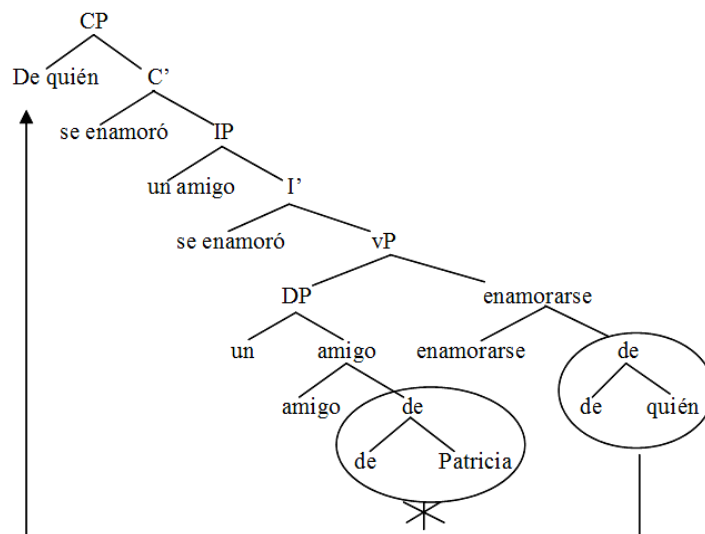 CP
De quién C’
se enamoró IP
un amigo I’
se enamoró vP
DP enamorarse
un amigo enamorarse de
amigo de de quién
de Patricia